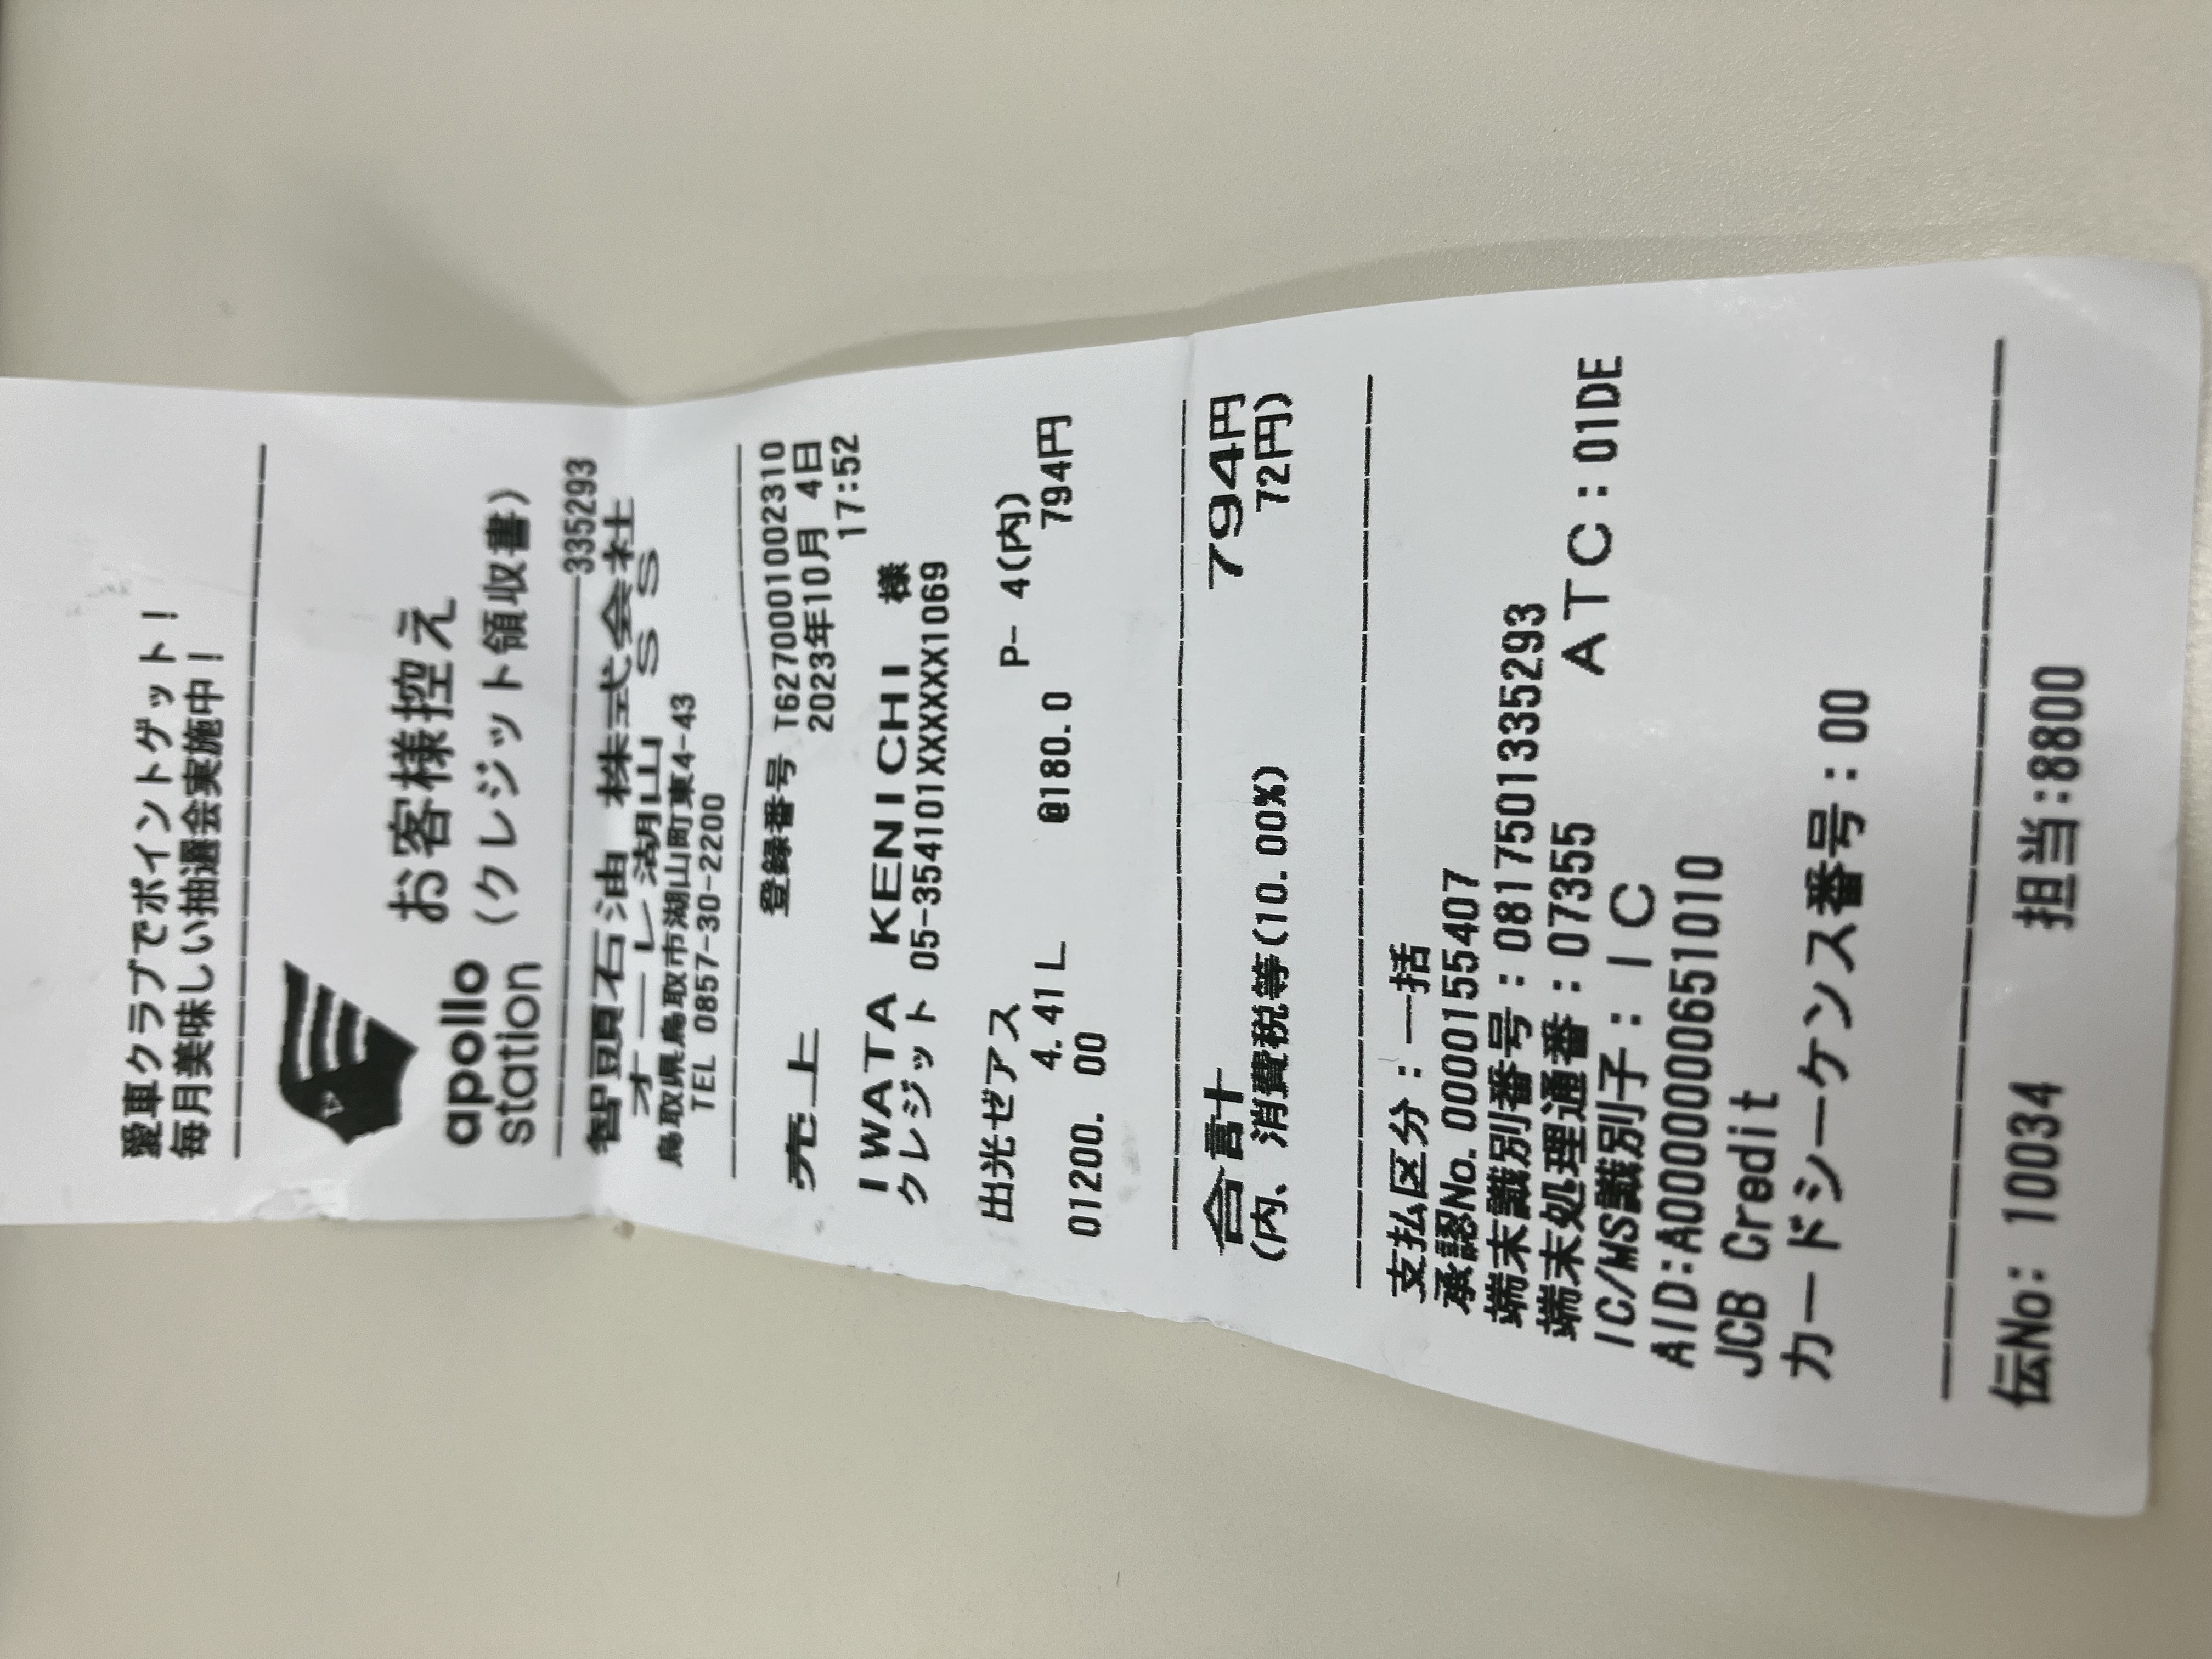 愛車クラブでポイントゲット！
毎月美味しい抽選会実施中！
apollo
station
お客様控え
（クレジット領収書）
335293
智頭石油 株式会社
オーレ湖山 ＳＳ
鳥取県鳥取市湖山町東4-43
TEL 0857-30-2200
登録番号 T6270001002310
売上 2023年10月 4日
17:52
ＩＷＡＴＡ ＫＥＮＩＣＨＩ 様
クレジット 05-354101XXXXXX1069
出光ゼアス P- 4(内)
4.41Ｌ @180.0 794円
01200. 00
合計 794円
(内、消費税等(10.00%) 72円)
支払区分：一括
承認No.0000155407
端末識別番号：0817501335293
端末処理通番：07355 ＡＴＣ：01DE
IC/MS識別子：ＩＣ
AID:A0000000651010
JCB Credit
カードシーケンス番号：00
伝No: 10034 担当:8800